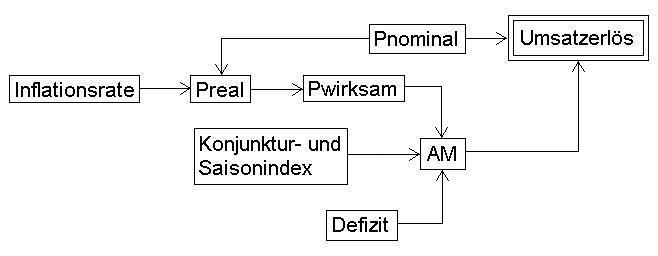 Pnominal
Umsatzerlös
Inflationsrate
Preal
Pwirksam
Konjunktur- und
Saisonindex
AM
Defizit